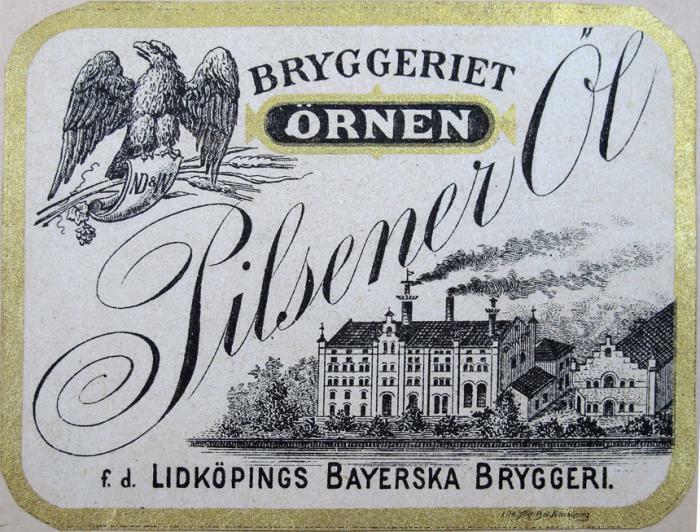 BRYGGERIET
ÖRNEN
Pilsener Öl
f. d. LIDKÖPINGS BAYERSKA BRYGGERI.